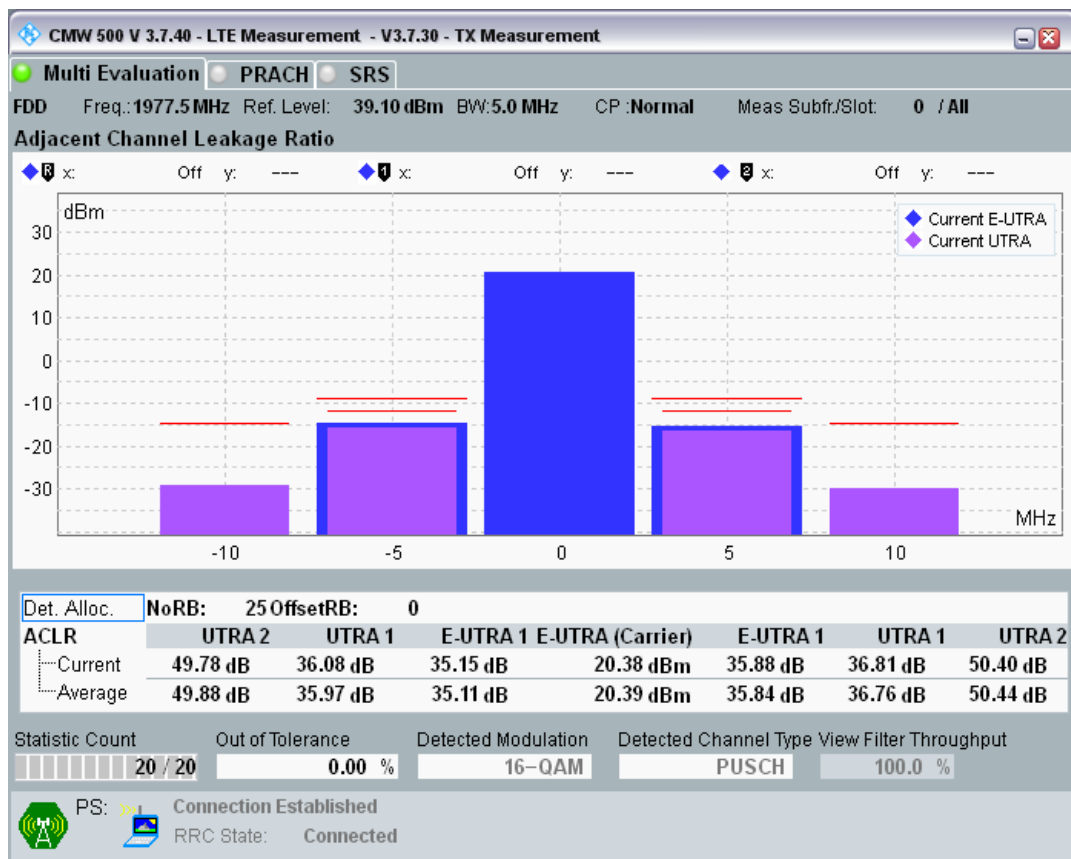 CMW 500 V 3.7.40 - LTE Measurement - V3.7.30 - TX Measurement
Multi Evaluation PRACH SRS
FDD Freq.:1977.5 MHz Ref. Level: 39.10 dBm BW:5.0 MHz CP :Normal Meas Subfr./Slot: 0 / All
Adjacent Channel Leakage Ratio
R x: Off y: --- 1 x: Off y: --- 2 x: Off y: ---
dBm
Current E-UTRA
Current UTRA
30
20
10
0
-10
-20
-30
MHz
-10 -5 0 5 10
Det. Alloc. NoRB: 25 OffsetRB: 0
ACLR UTRA 2 UTRA 1 E-UTRA 1 E-UTRA (Carrier) E-UTRA 1 UTRA 1 UTRA 2
Current 49.78 dB 36.08 dB 35.15 dB 20.38 dBm 35.88 dB 36.81 dB 50.40 dB
Average 49.88 dB 35.97 dB 35.11 dB 20.39 dBm 35.84 dB 36.76 dB 50.44 dB
Statistic Count Out of Tolerance Detected Modulation Detected Channel Type View Filter Throughput
20 / 20 0.00 % 16-QAM PUSCH 100.0 %
PS: Connection Established
RRC State: Connected